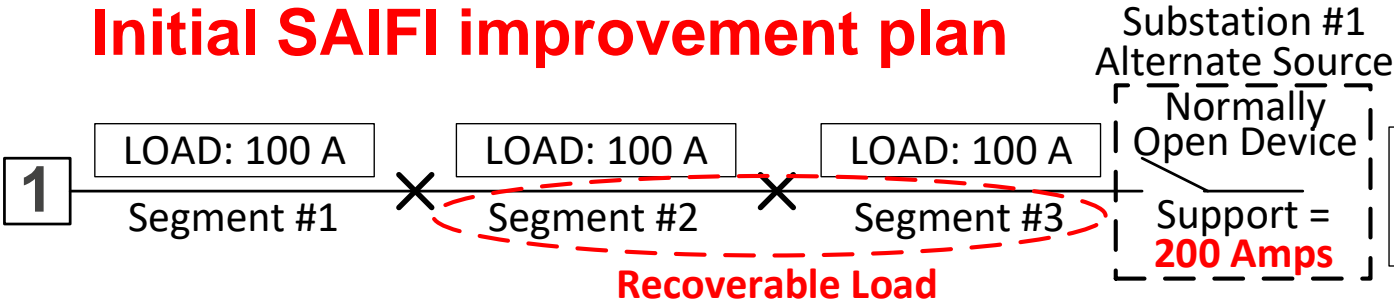 Initial SAIFI improvement plan
Substation #1
Alternate Source
Normally
Open Device
1
LOAD: 100 A
LOAD: 100 A
LOAD: 100 A
Segment #1
Segment #2
Segment #3
Support =
200 Amps
Recoverable Load